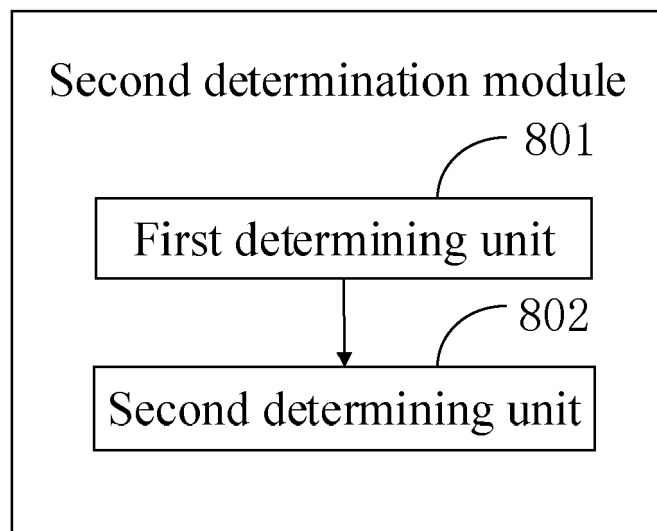 Second determination module
801
First determining unit
802
Second determining unit